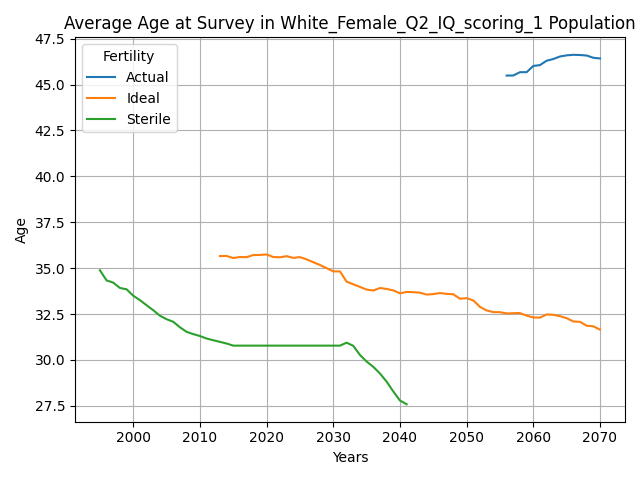 Average Age at Survey in White_Female_Q2_IQ_scoring_1 Population
47.5
45.0
42.5
40.0
37.5
35.0
32.5
30.0
27.5
Age
Fertility
Actual
Ideal
Sterile
2000 2010 2020 2030 2040 2050 2060 2070
Years